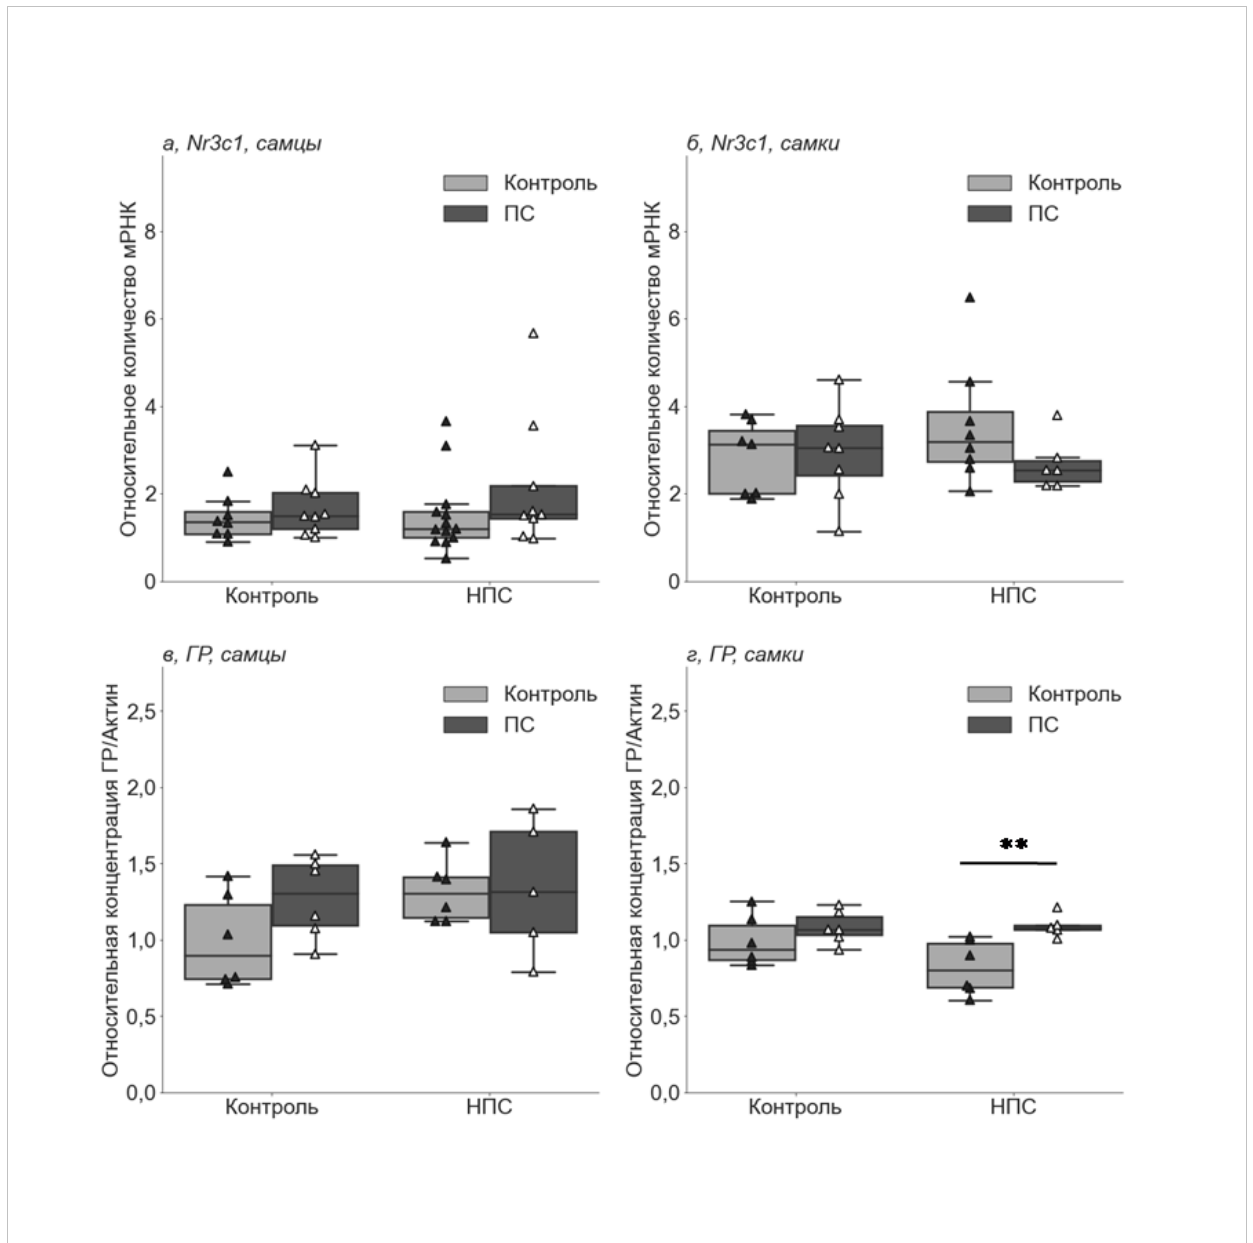 а, Nr3c1, самцы
Относительное количество мРНК
Контроль
ПС
8
6
4
2
0
Контроль
НПС
б, Nr3c1, самки
Относительное количество мРНК
Контроль
ПС
8
6
4
2
0
Контроль
НПС
в, ГР, самцы
Относительная концентрация ГР/Актин
Контроль
ПС
2,5
2,0
1,5
1,0
0,5
0,0
Контроль
НПС
г, ГР, самки
Относительная концентрация ГР/Актин
Контроль
ПС
2,5
2,0
1,5
1,0
0,5
0,0
**
Контроль
НПС